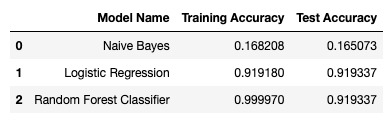 Model Name Training Accuracy Test Accuracy
0 Naive Bayes 0.168208 0.165073
1 Logistic Regression 0.919180 0.919337
2 Random Forest Classifier 0.999970 0.919337